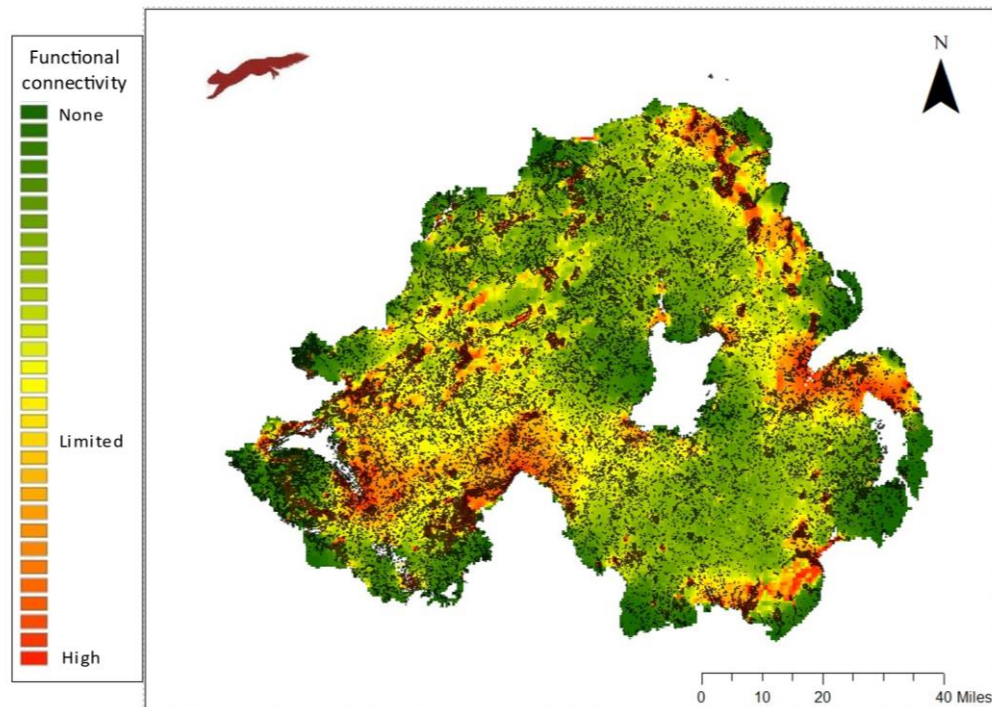 Functional
connectivity
None
Limited
High
N
0 10 20 40 Miles